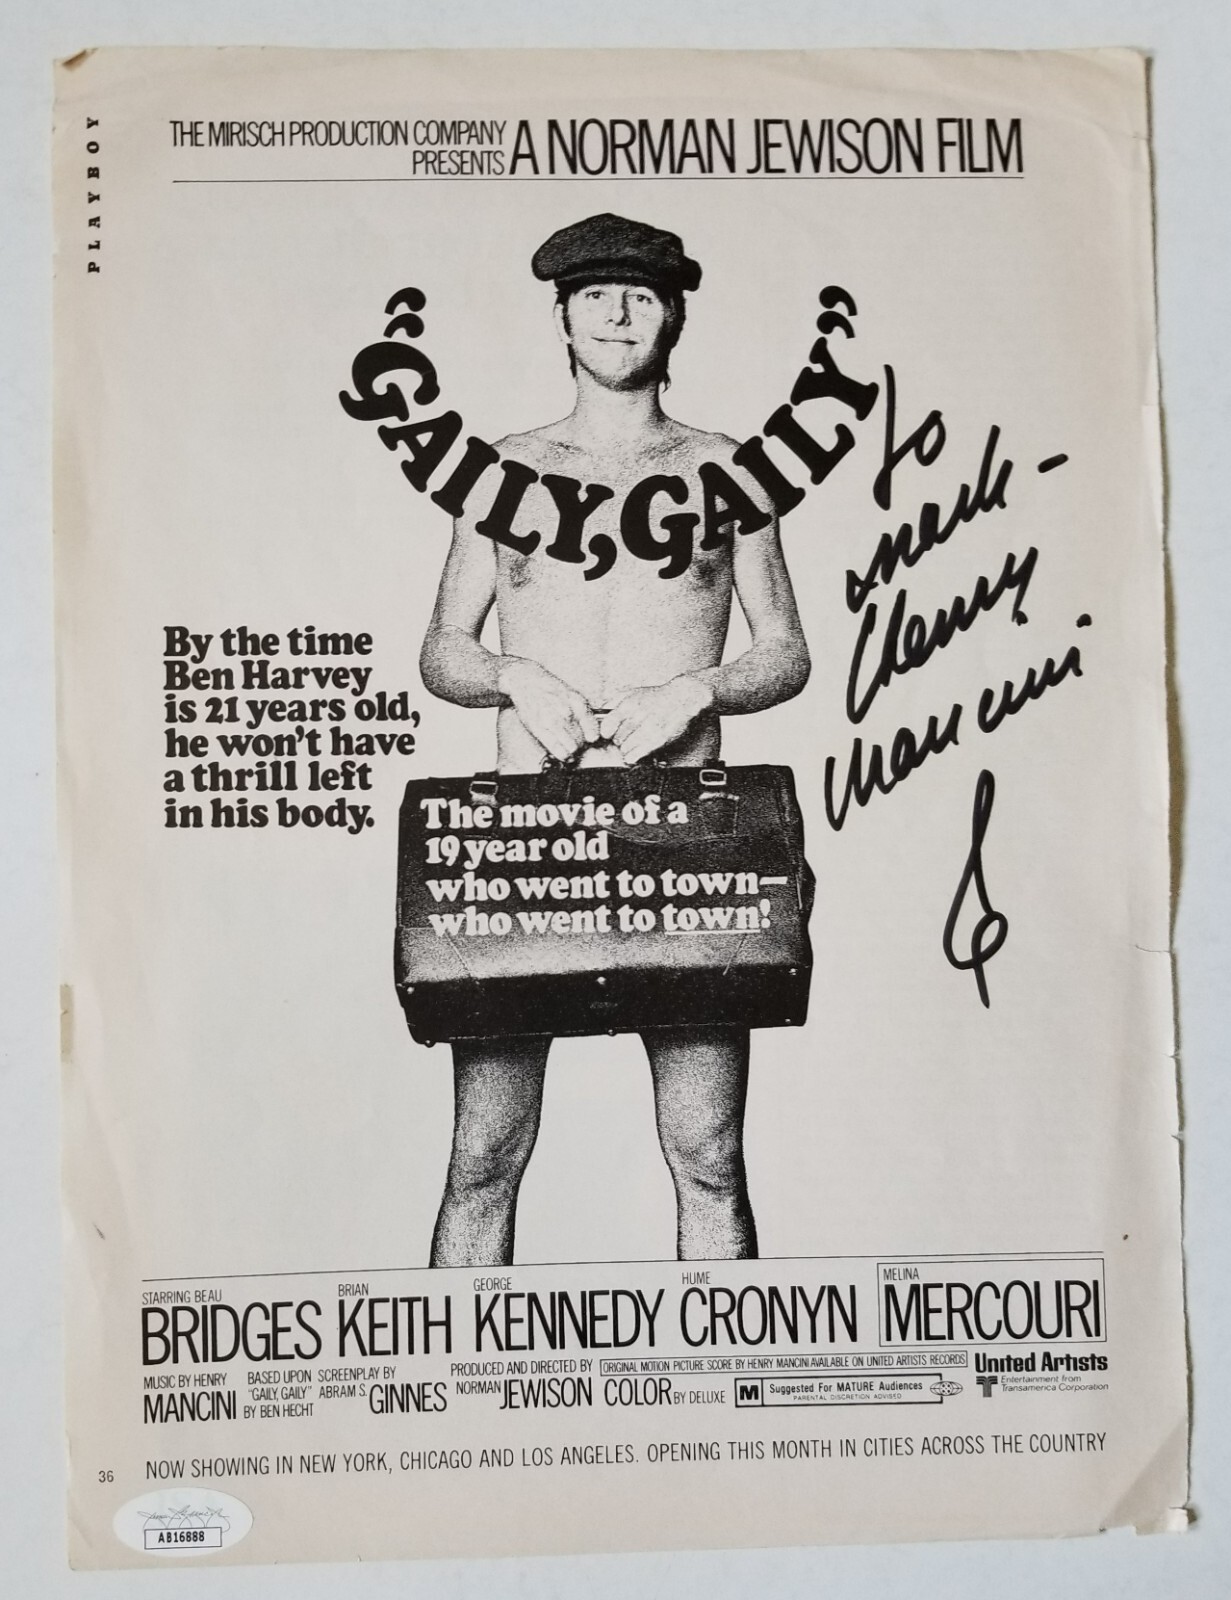 PLAYBOY
THE MIRISCH PRODUCTION COMPANY
PRESENTS A NORMAN JEWISON FILM
“GAILY, GAILY”
to
Mark -
Henry
Mancini
By the time
Ben Harvey
is 21 years old,
he won't have
a thrill left
in his body.
The movie of a
19 year old
who went to town—
who went to town!
STARRING BEAU
BRIDGES
BRIAN
KEITH
GEORGE
KENNEDY
HUME
CRONYN
MELINA
MERCOURI
MUSIC BY HENRY
MANCINI
BASED UPON
"GAILY, GAILY"
BY BEN HECHT
SCREENPLAY BY
ABRAM S. GINNES
PRODUCED AND DIRECTED BY
NORMAN JEWISON
ORIGINAL MOTION PICTURE SCORE BY HENRY MANCINI AVAILABLE ON UNITED ARTISTS RECORDS
COLOR BY DELUXE
M Suggested For MATURE Audiences
PARENTAL DISCRETION ADVISED
United Artists
Entertainment from
Transamerica Corporation
36
NOW SHOWING IN NEW YORK, CHICAGO AND LOS ANGELES. OPENING THIS MONTH IN CITIES ACROSS THE COUNTRY
AB16888